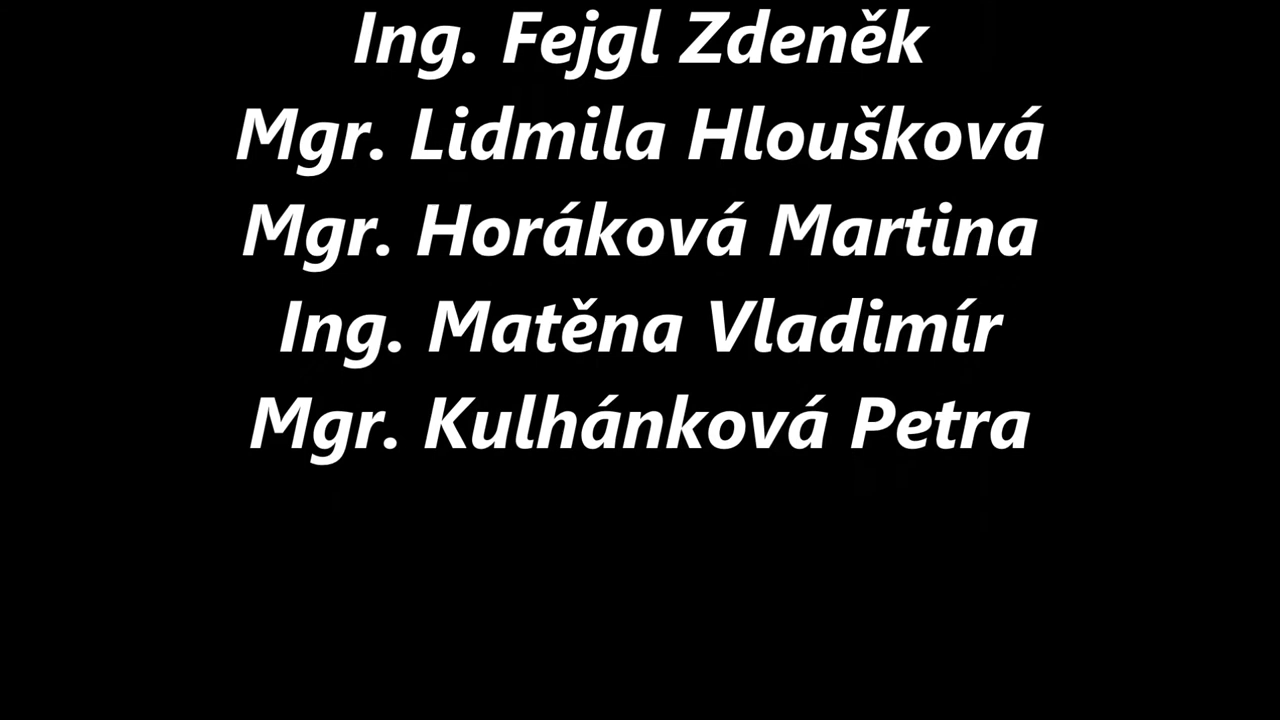 Ing. Fejgl Zdeněk
Mgr. Lidmila Hloušková
Mgr. Horáková Martina
Ing. Matěna Vladimír
Mgr. Kulhánková Petra